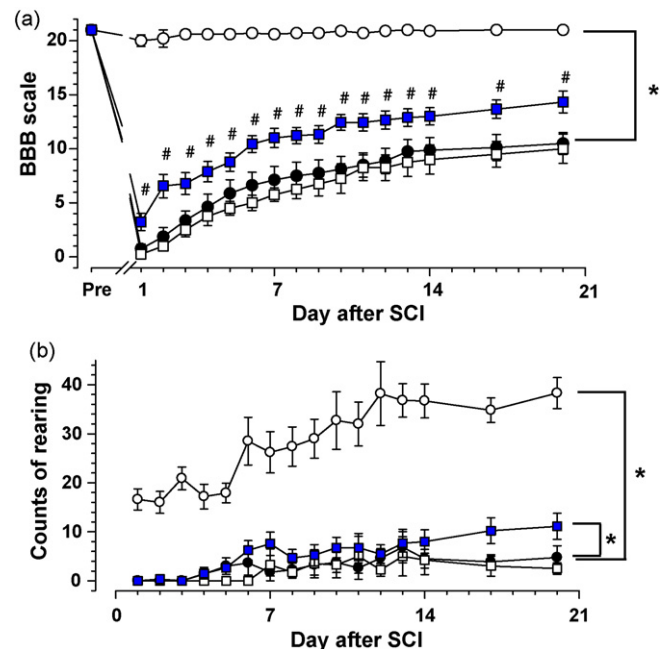 (a)
20
15
10
5
0
BBB scale
# # # # # # # # # # # # # # # #
*
Pre 1 7 14 21
Day after SCI
(b)
40
30
20
10
0
Counts of rearing
*
*
0 7 14 21
Day after SCI